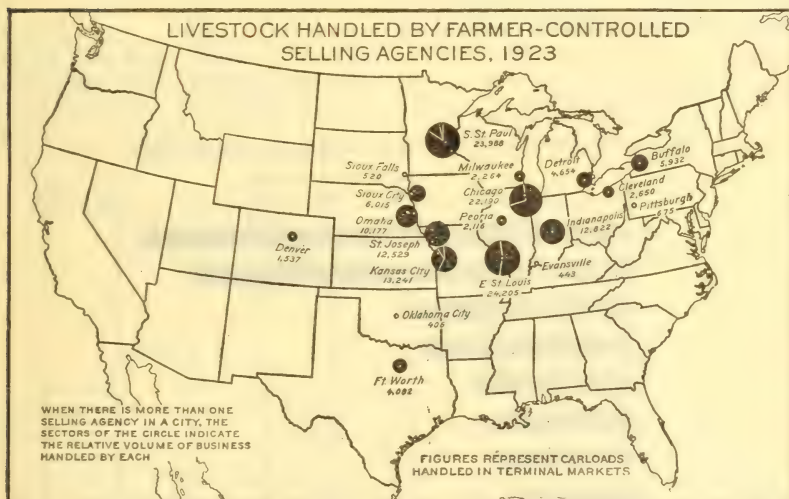 LIVESTOCK HANDLED BY FARMER-CONTROLLED
SELLING AGENCIES, 1923
S. St. Paul
23,988
Sioux Falls
520
Milwaukee
2,264
Detroit
4,654
Buffalo
5,932
Sioux City
6,015
Chicago
22,190
Cleveland
2,650
Pittsburgh
675
Omaha
10,177
Peoria
2,116
Indianapolis
12,822
Denver
1,537
St. Joseph
12,529
Kansas City
13,241
E St. Louis
24,205
Evansville
443
Oklahoma City
406
Ft. Worth
4,082
WHEN THERE IS MORE THAN ONE
SELLING AGENCY IN A CITY, THE
SECTORS OF THE CIRCLE INDICATE
THE RELATIVE VOLUME OF BUSINESS
HANDLED BY EACH
FIGURES REPRESENT CARLOADS
HANDLED IN TERMINAL MARKETS